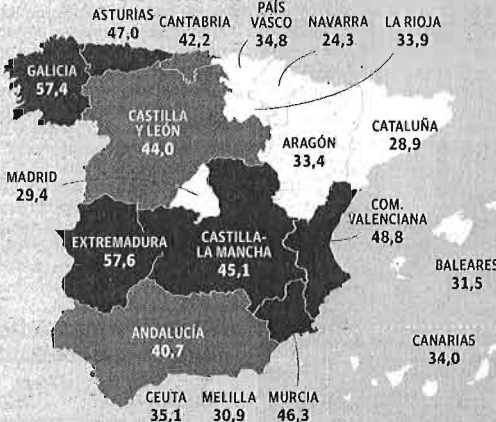 ASTURIAS
47,0
CANTABRIA
42,2
PAÍS
VASCO
34,8
NAVARRA
24,3
LA RIOJA
33,9
GALICIA
57,4
CASTILLA
Y LEÓN
44,0
ARAGÓN
33,4
CATALUÑA
28,9
MADRID
29,4
COM.
VALENCIANA
48,8
EXTREMADURA
57,6
CASTILLA-
LA MANCHA
45,1
BALEARES
31,5
ANDALUCÍA
40,7
CANARIAS
34,0
CEUTA
35,1
MELILLA
30,9
MURCIA
46,3